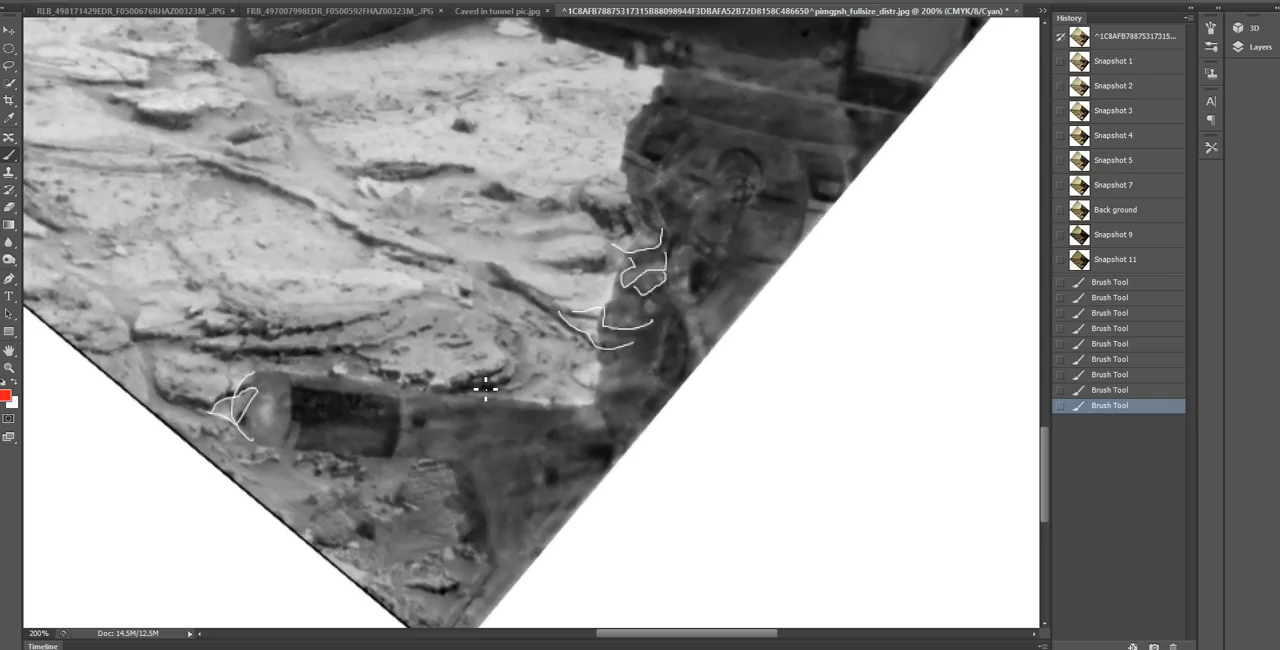 RLB_498171429EDR_F0500676RHAZ00323M_.JPG × FRB_497007998EDR_F0500592FHAZ00323M_.JPG × Caved in tunnel pic.jpg × ^1C8AFB78875317315B88098944F3DBAFA52B72D8158C486650^pimgpsh_fullsize_distr.jpg @ 200% (CMYK/8/Cyan) * ×
History
^1C8AFB78875317315...
Snapshot 1
Snapshot 2
Snapshot 3
Snapshot 4
Snapshot 5
Snapshot 7
Back ground
Snapshot 9
Snapshot 11
Brush Tool
Brush Tool
Brush Tool
Brush Tool
Brush Tool
Brush Tool
Brush Tool
Brush Tool
Brush Tool
3D
Layers
200% Doc: 14.5M/12.5M
Timeline